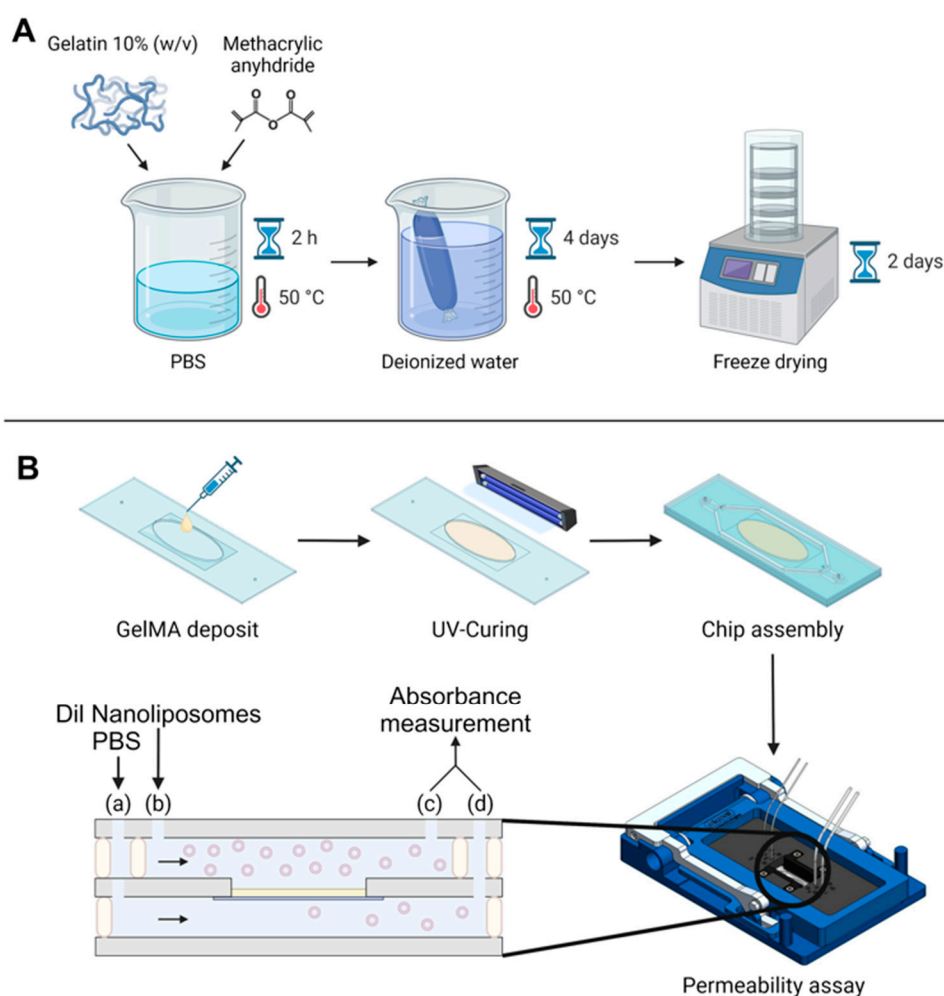 A
Gelatin 10% (w/v)
Methacrylic
anyhdride
O
O
O
2 h
50 °C
4 days
50 °C
2 days
PBS
Deionized water
Freeze drying
B
GelMA deposit
UV-Curing
Chip assembly
Dil Nanoliposomes
PBS
Absorbance
measurement
(a)
(b)
(c)
(d)
Permeability assay